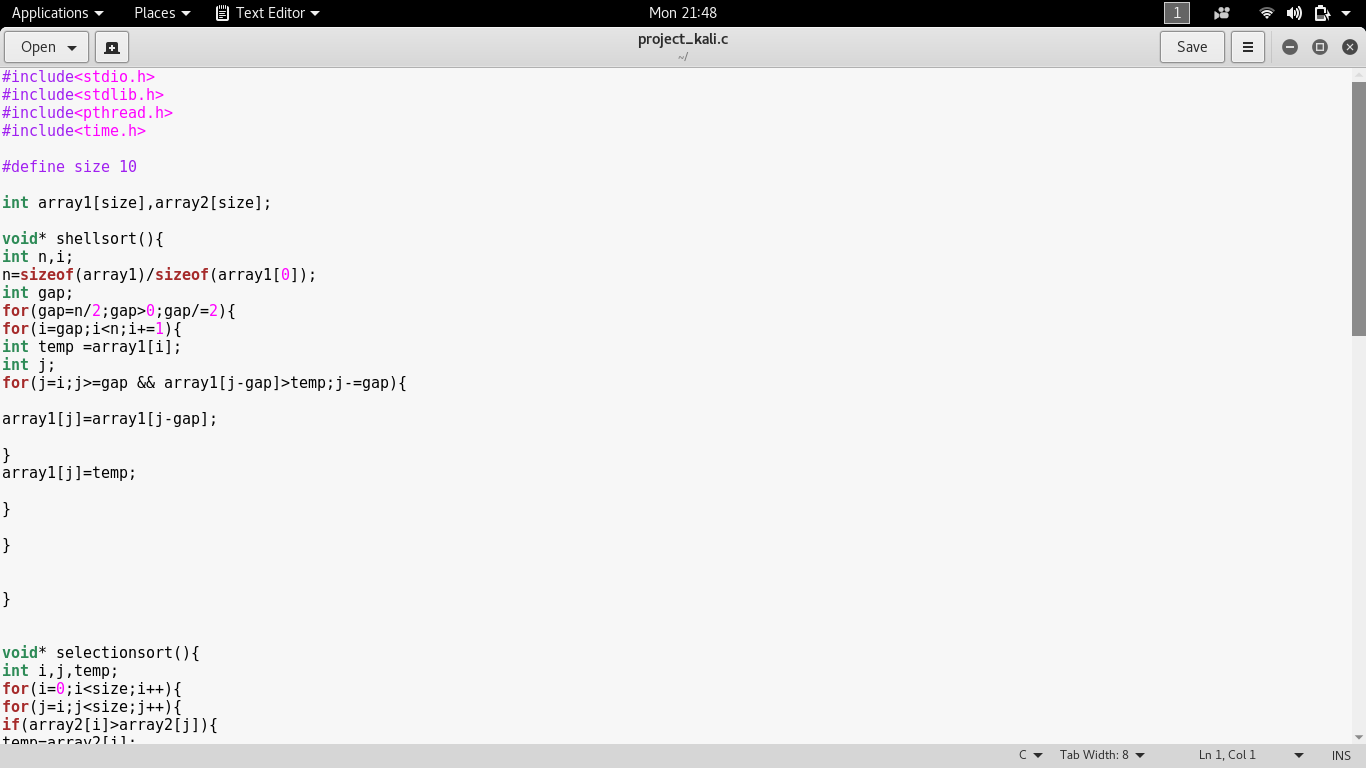 Applications Places Text Editor Mon 21:48 1
Open project_kali.c Save
~/
#include<stdio.h>
#include<stdlib.h>
#include<pthread.h>
#include<time.h>
#define size 10
int array1[size],array2[size];
void* shellsort(){
int n,i;
n=sizeof(array1)/sizeof(array1[0]);
int gap;
for(gap=n/2;gap>0;gap/=2){
for(i=gap;i<n;i+=1){
int temp =array1[i];
int j;
for(j=i;j>=gap && array1[j-gap]>temp;j-=gap){
array1[j]=array1[j-gap];
}
array1[j]=temp;
}
}
}
void* selectionsort(){
int i,j,temp;
for(i=0;i<size;i++){
for(j=i;j<size;j++){
if(array2[i]>array2[j]){
temp=array2[i];
C Tab Width: 8 Ln 1, Col 1 INS